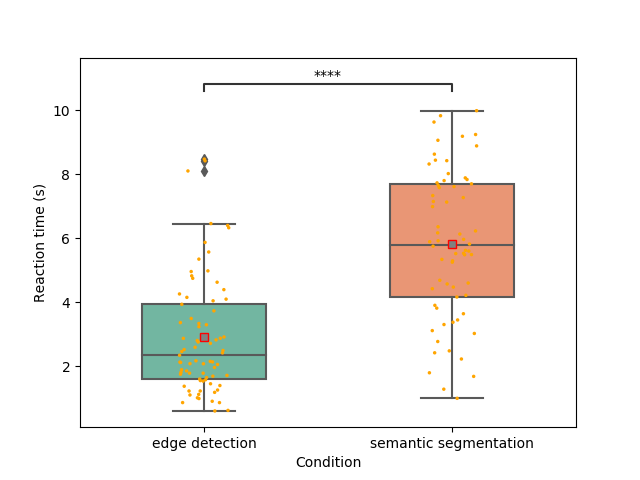 ****
10
8
6
4
2
Reaction time (s)
edge detection
semantic segmentation
Condition